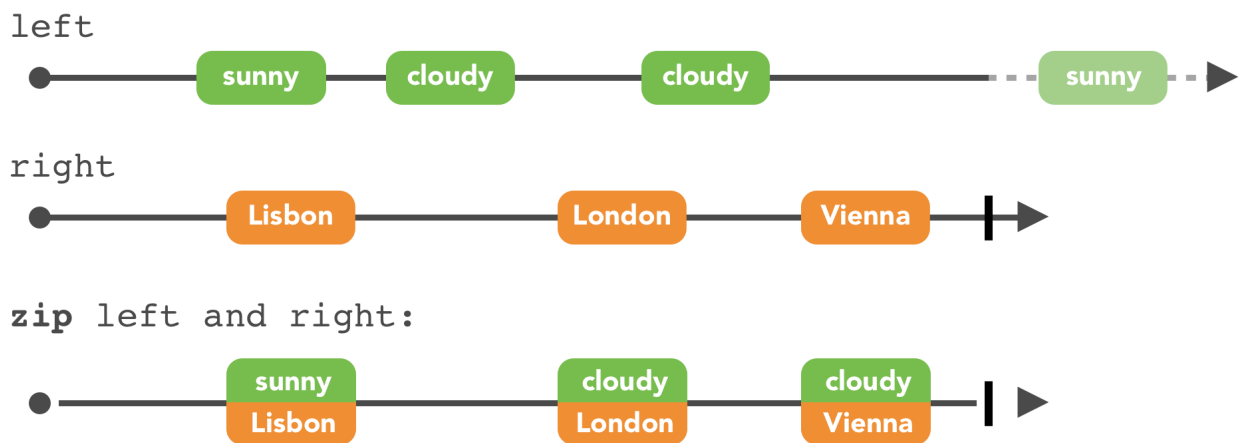 left
sunny cloudy cloudy sunny
right
Lisbon London Vienna
zip left and right:
sunny cloudy cloudy
Lisbon London Vienna